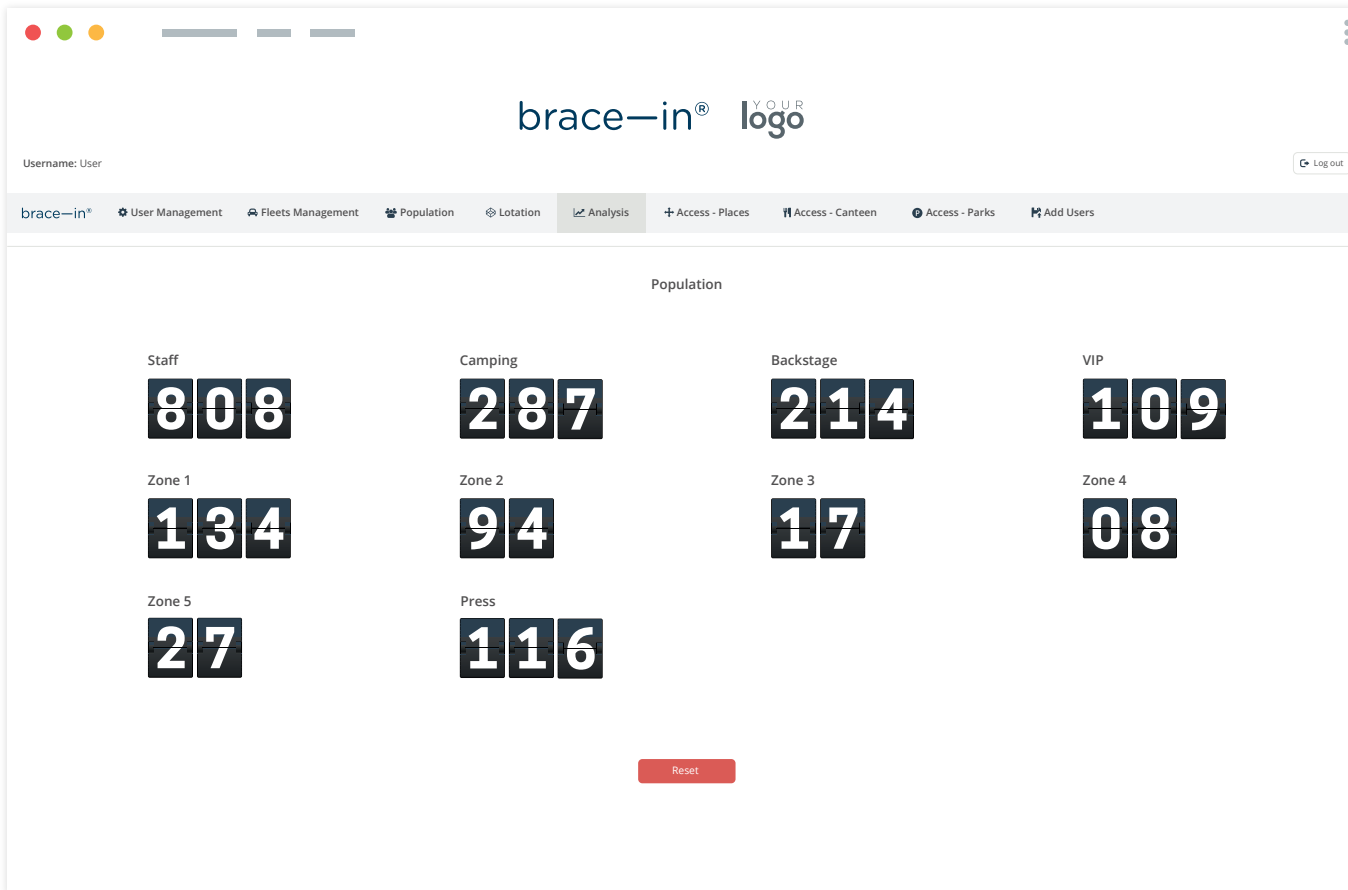 brace—in® YOUR logo
Username: User
Log out
brace—in® User Management Fleets Management Population Lotation Analysis Access - Places Access - Canteen P Access - Parks Add Users
Population
Staff Camping Backstage VIP
808 287 214 109
Zone 1 Zone 2 Zone 3 Zone 4
134 94 17 08
Zone 5 Press
27 116
Reset